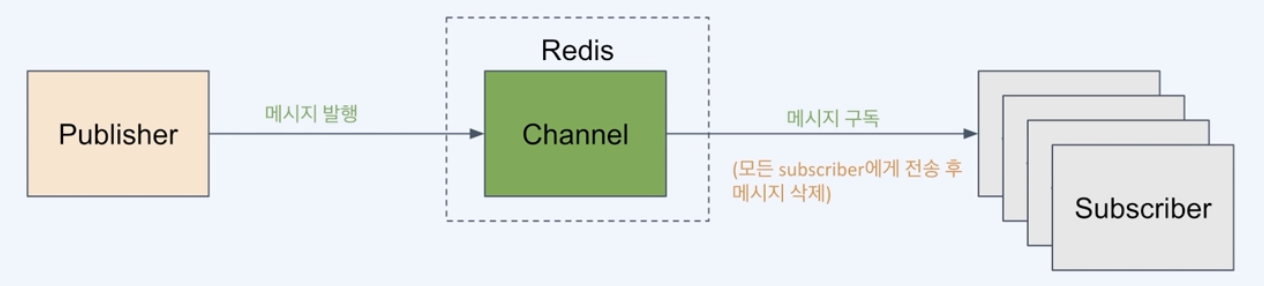 Redis
Publisher
메시지 발행
Channel
메시지 구독
(모든 subscriber에게 전송 후
메시지 삭제)
Subscriber